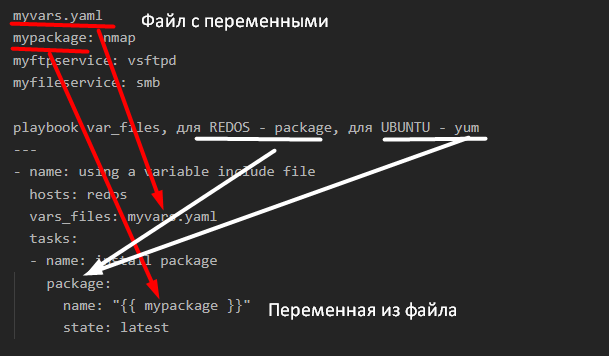 myvars.yaml
Файл с переменными
mypackage: nmap
myftpservice: vsftpd
myfileservice: smb
playbook var_files, для REDOS - package, для UBUNTU - yum
---
- name: using a variable include file
hosts: redos
vars_files: myvars.yaml
tasks:
- name: install package
package:
name: "{{ mypackage }}"
Переменная из файла
state: latest